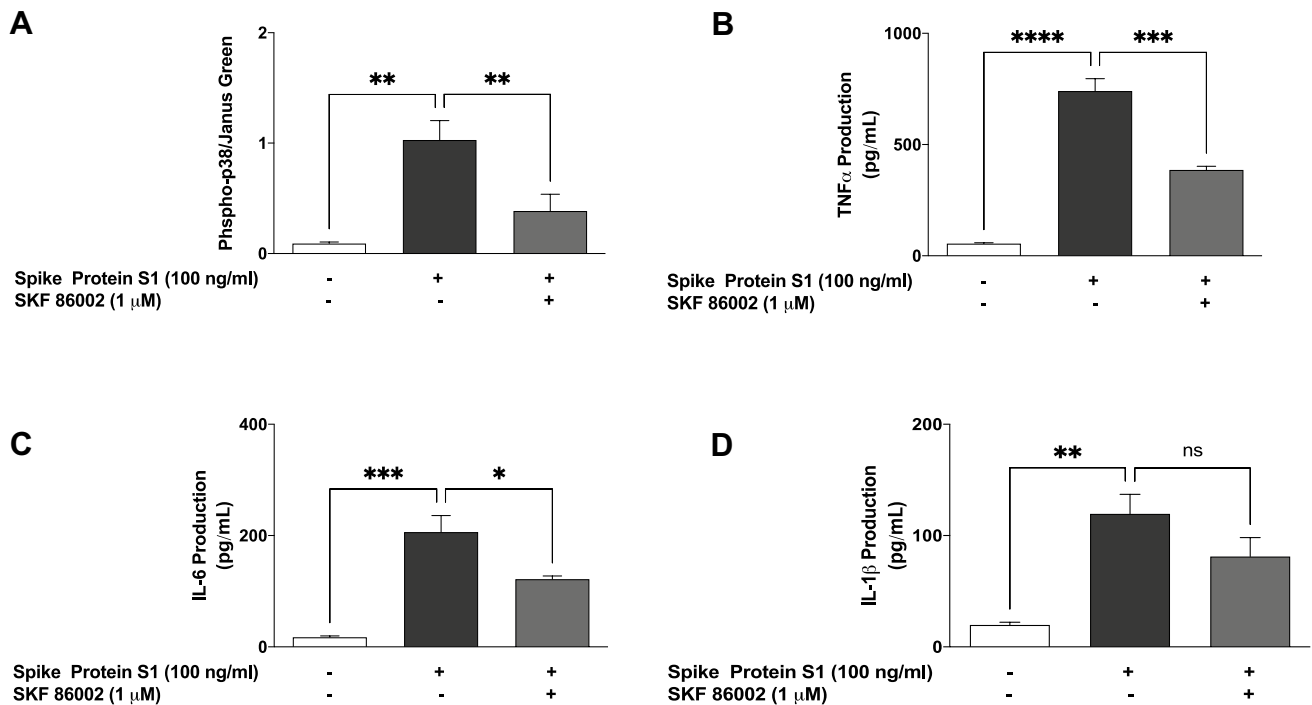 A
Phspho-p38/Janus Green
2
1
0
** **
Spike Protein S1 (100 ng/ml) - + +
SKF 86002 (1 μM) - - +
B
TNFα Production
(pg/mL)
1000
500
0
**** ***
Spike Protein S1 (100 ng/ml) - + +
SKF 86002 (1 μM) - - +
C
IL-6 Production
(pg/mL)
400
200
0
*** *
Spike Protein S1 (100 ng/ml) - + +
SKF 86002 (1 μM) - - +
D
IL-1β Production
(pg/mL)
200
100
0
** ns
Spike Protein S1 (100 ng/ml) - + +
SKF 86002 (1 μM) - - +